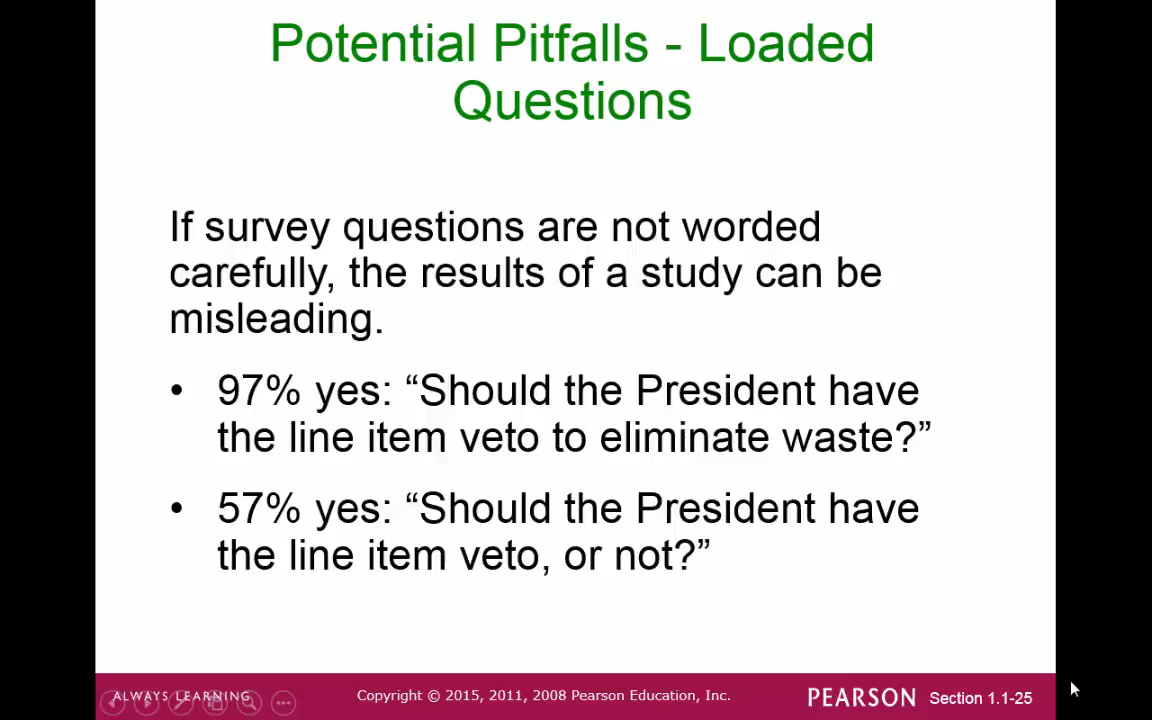 Potential Pitfalls - Loaded
Questions
If survey questions are not worded
carefully, the results of a study can be
misleading.
• 97% yes: “Should the President have
the line item veto to eliminate waste?”
• 57% yes: “Should the President have
the line item veto, or not?”
ALWAYS LEARNING
Copyright © 2015, 2011, 2008 Pearson Education, Inc.
PEARSON
Section 1.1-25